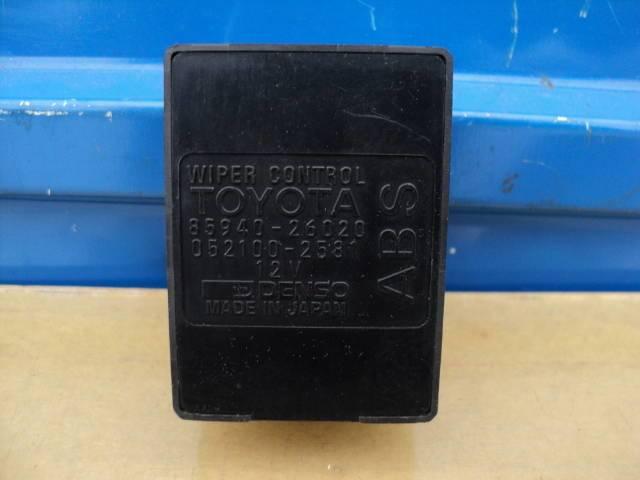 WIPER CONTROL
TOYOTA
85940-26020
052100-2581
12V
DENSO
MADE IN JAPAN
ABS